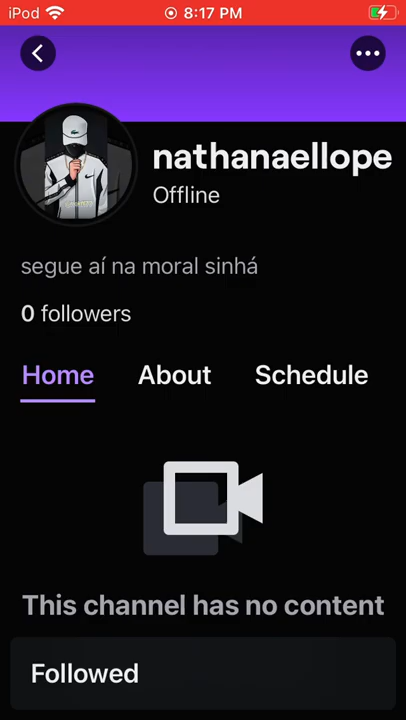 iPod 8:17 PM
nathanaellope
Offline
segue aí na moral sinhá
0 followers
Home About Schedule
This channel has no content
Followed